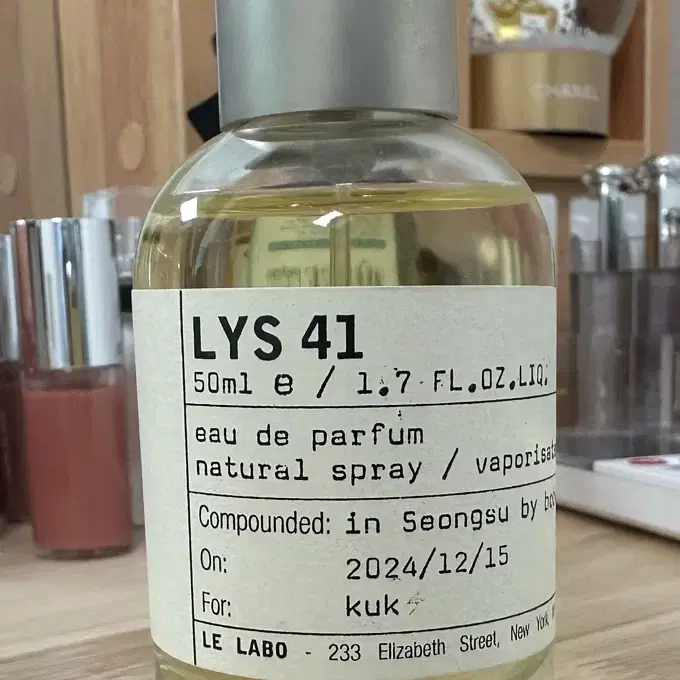 CHANEL
LYS 41
50ml e / 1.7 FL.OZ.LIQ.
eau de parfum
natural spray /
Compounded: in Seongsu by
On: 2024/12/15
For: kuk
LE LABO - 233 Elizabeth Street, New York,